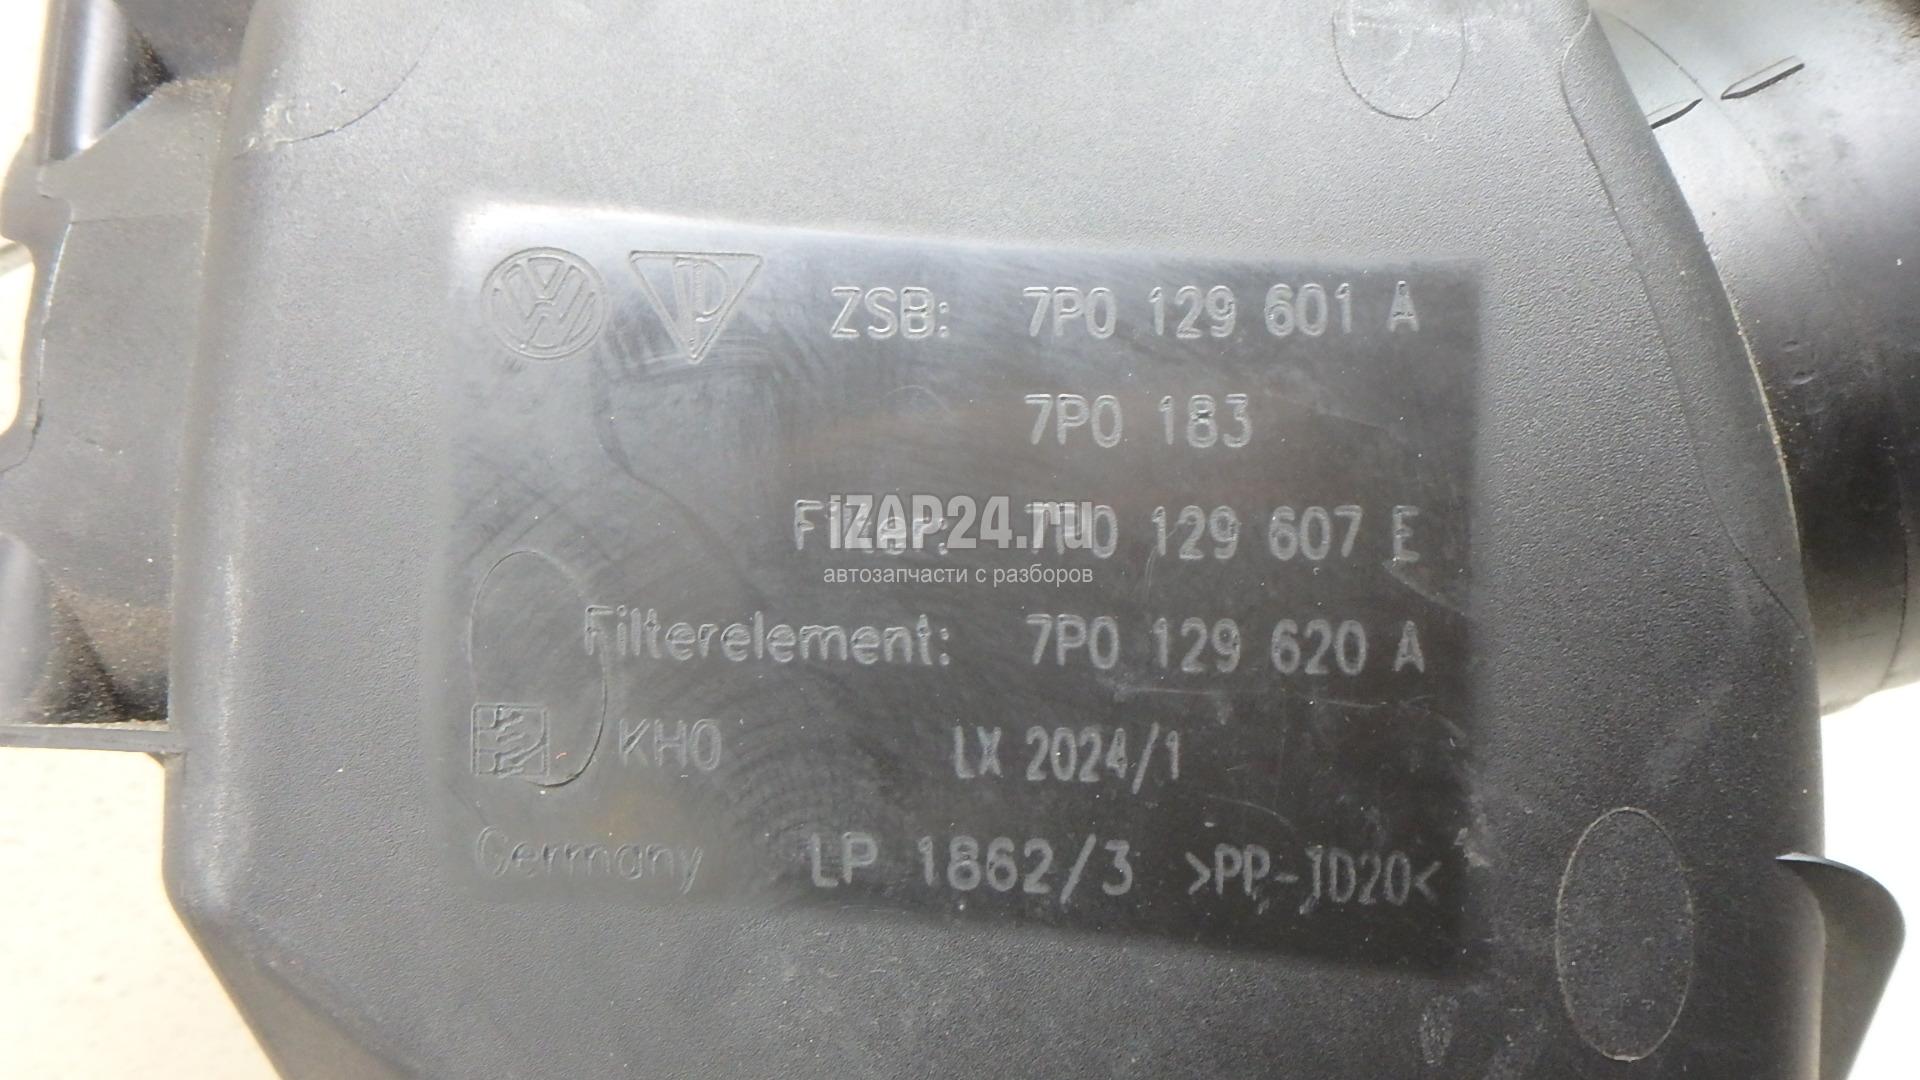 ZSB: 7P0 129 601 A
7P0 183
Filter: 7P0 129 607 E
iZAP24.ru
автозапчасти с разборов
Filterelement: 7P0 129 620 A
KHO LX 2024/1
Germany LP 1862/3 >PP-TD20<